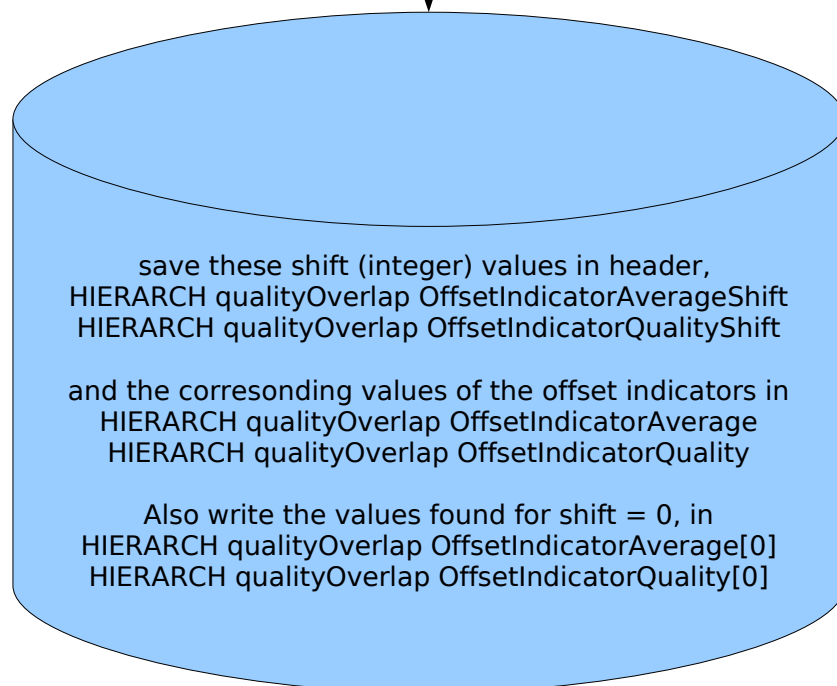 save these shift (integer) values in header,
HIERARCH qualityOverlap OffsetIndicatorAverageShift
HIERARCH qualityOverlap OffsetIndicatorQualityShift
and the corresonding values of the offset indicators in
HIERARCH qualityOverlap OffsetIndicatorAverage
HIERARCH qualityOverlap OffsetIndicatorQuality
Also write the values found for shift = 0, in
HIERARCH qualityOverlap OffsetIndicatorAverage[0]
HIERARCH qualityOverlap OffsetIndicatorQuality[0]